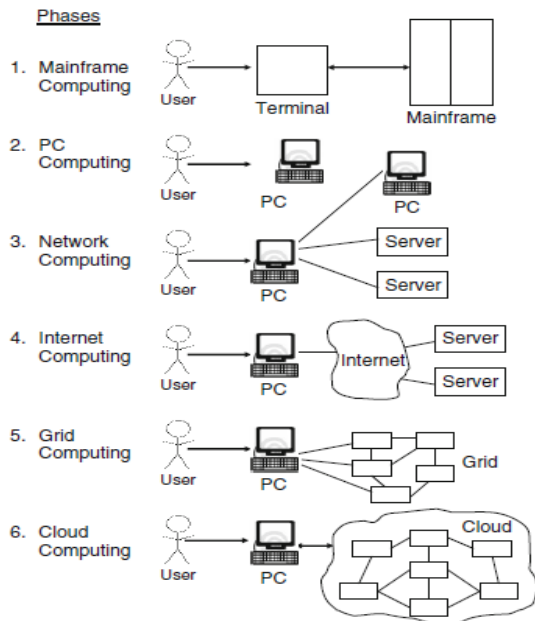 Phases
1. Mainframe
Computing
User
Terminal
Mainframe
2. PC
Computing
User
PC
PC
3. Network
Computing
User
PC
Server
Server
4. Internet
Computing
User
PC
Internet
Server
Server
5. Grid
Computing
User
PC
Grid
6. Cloud
Computing
User
PC
Cloud